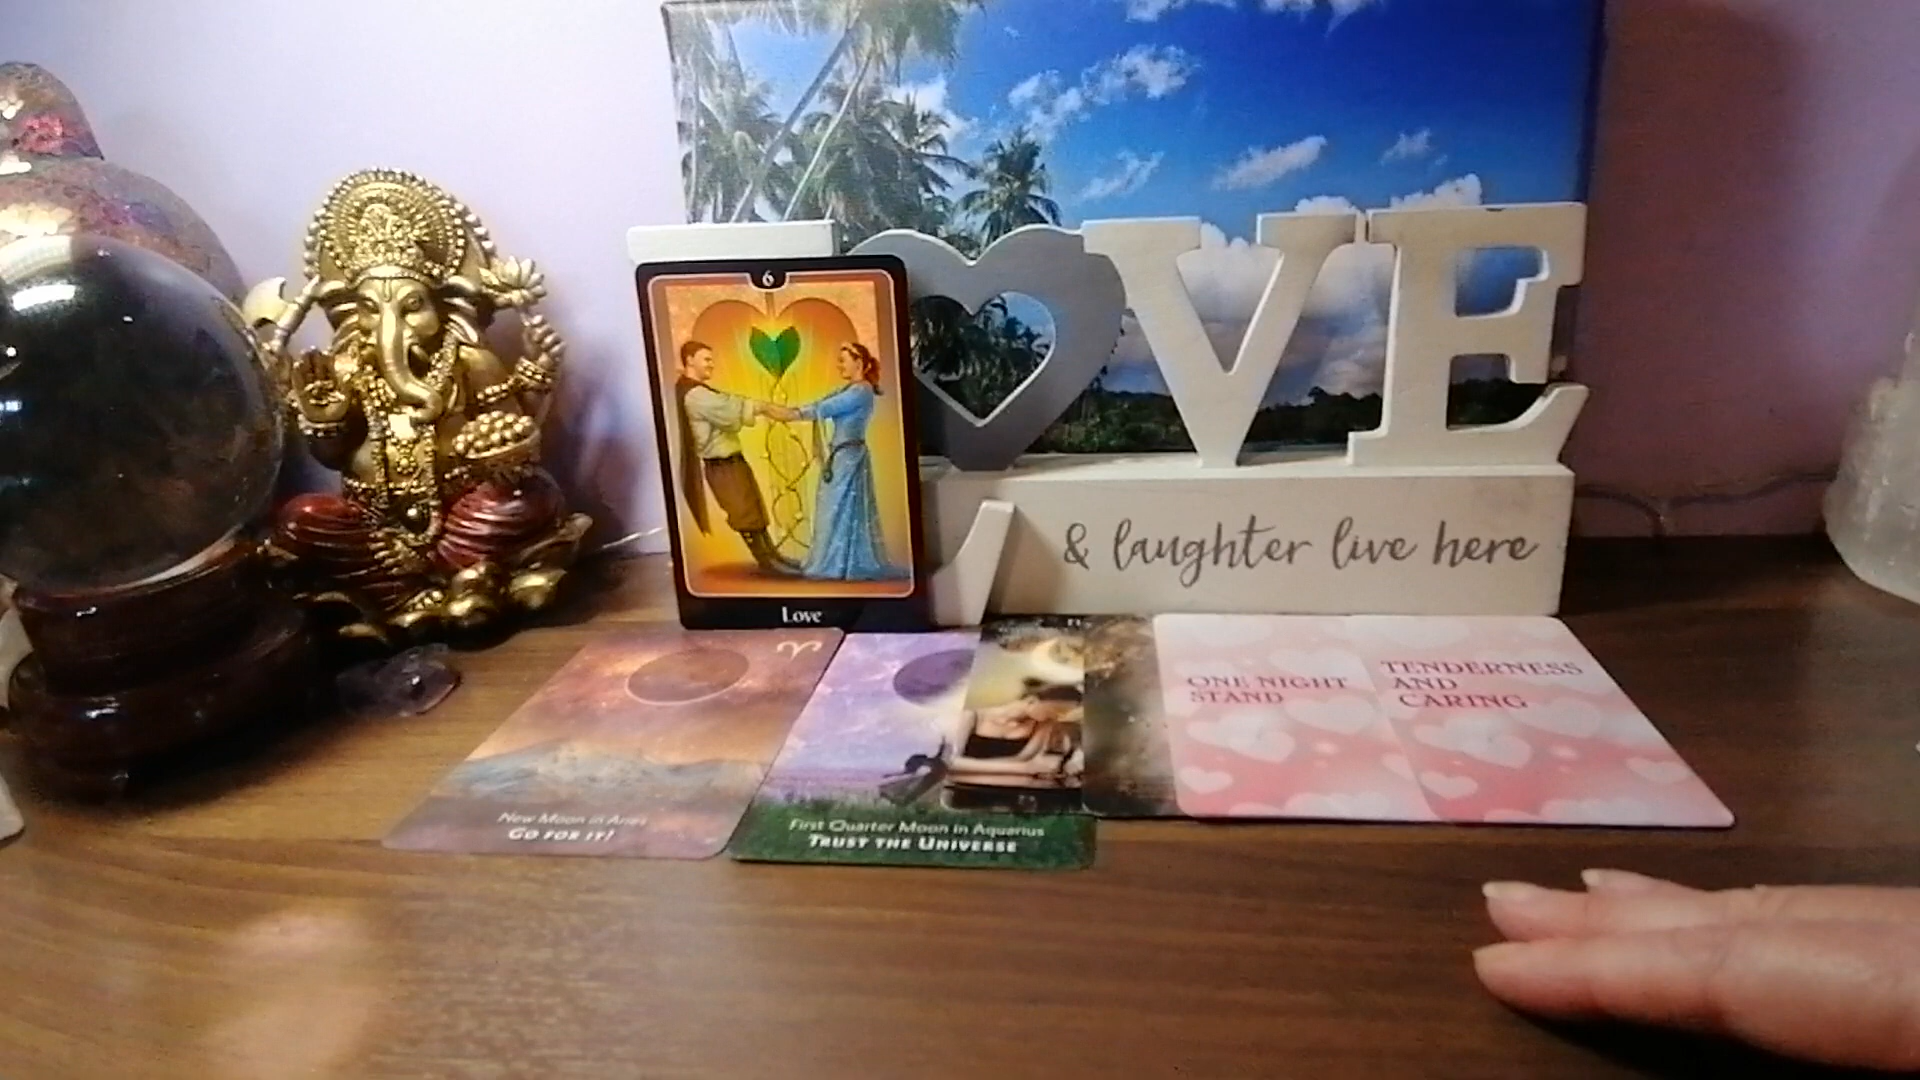 OVE
& laughter live here
6
Love
New Moon in Aries
GO FOR IT!
First Quarter Moon in Aquarius
TRUST THE UNIVERSE
ONE NIGHT
STAND
TENDERNESS
AND
CARING